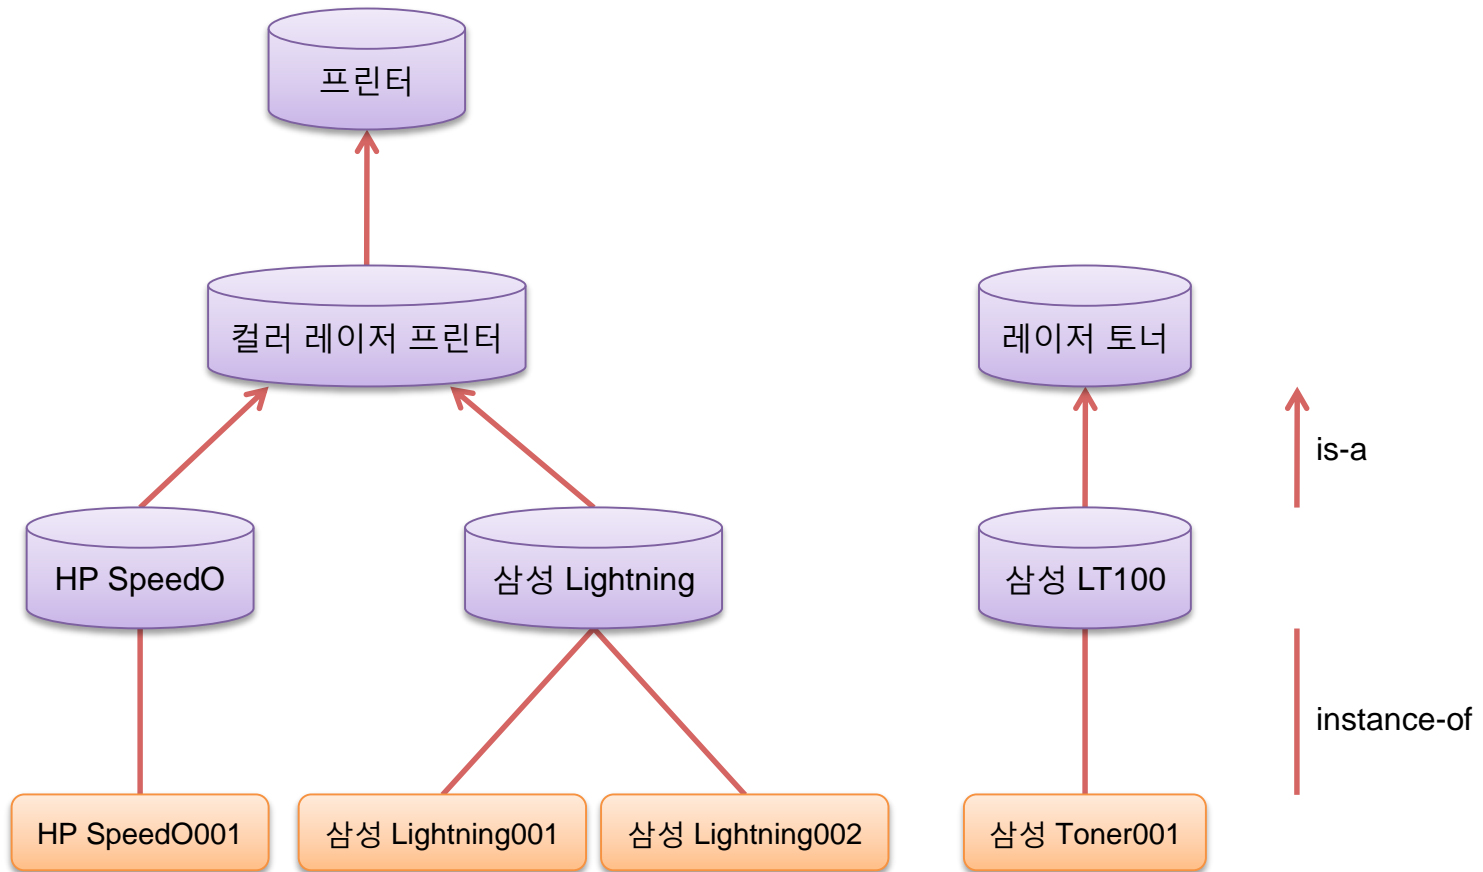 프린터
컬러 레이저 프린터
레이저 토너
is-a
HP SpeedO
삼성 Lightning
삼성 LT100
instance-of
HP SpeedO001
삼성 Lightning001
삼성 Lightning002
삼성 Toner001